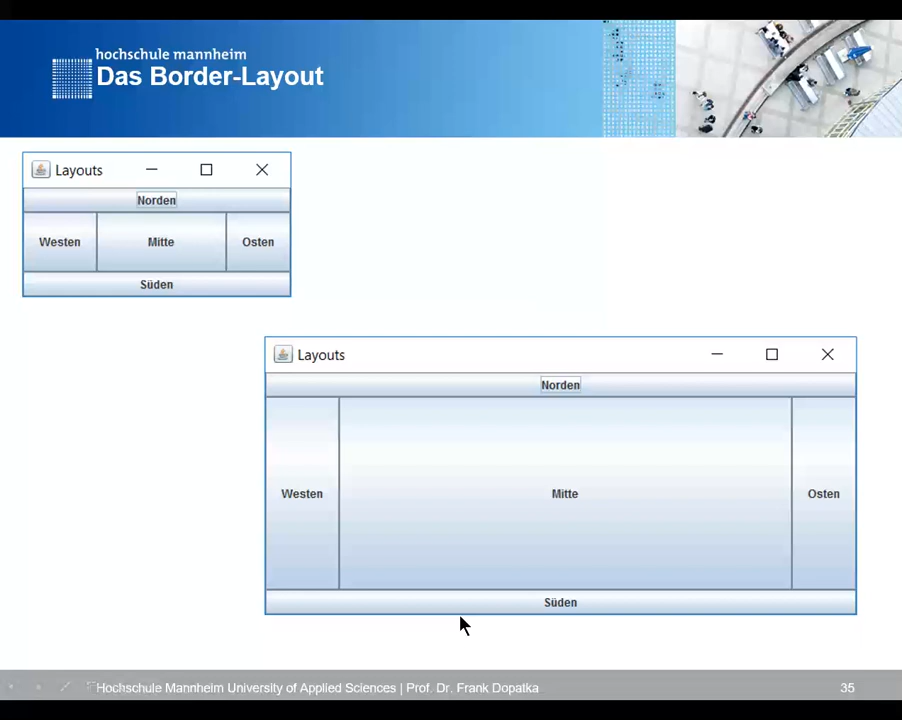 hochschule mannheim
Das Border-Layout
Layouts
Norden
Westen Mitte Osten
Süden
Layouts
Norden
Westen Mitte Osten
Süden
Hochschule Mannheim University of Applied Sciences | Prof. Dr. Frank Dopatka 35